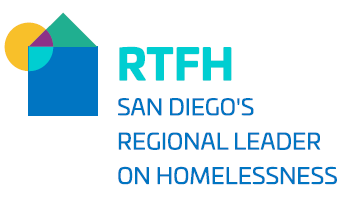 RTFH
SAN DIEGO'S
REGIONAL LEADER
ON HOMELESSNESS